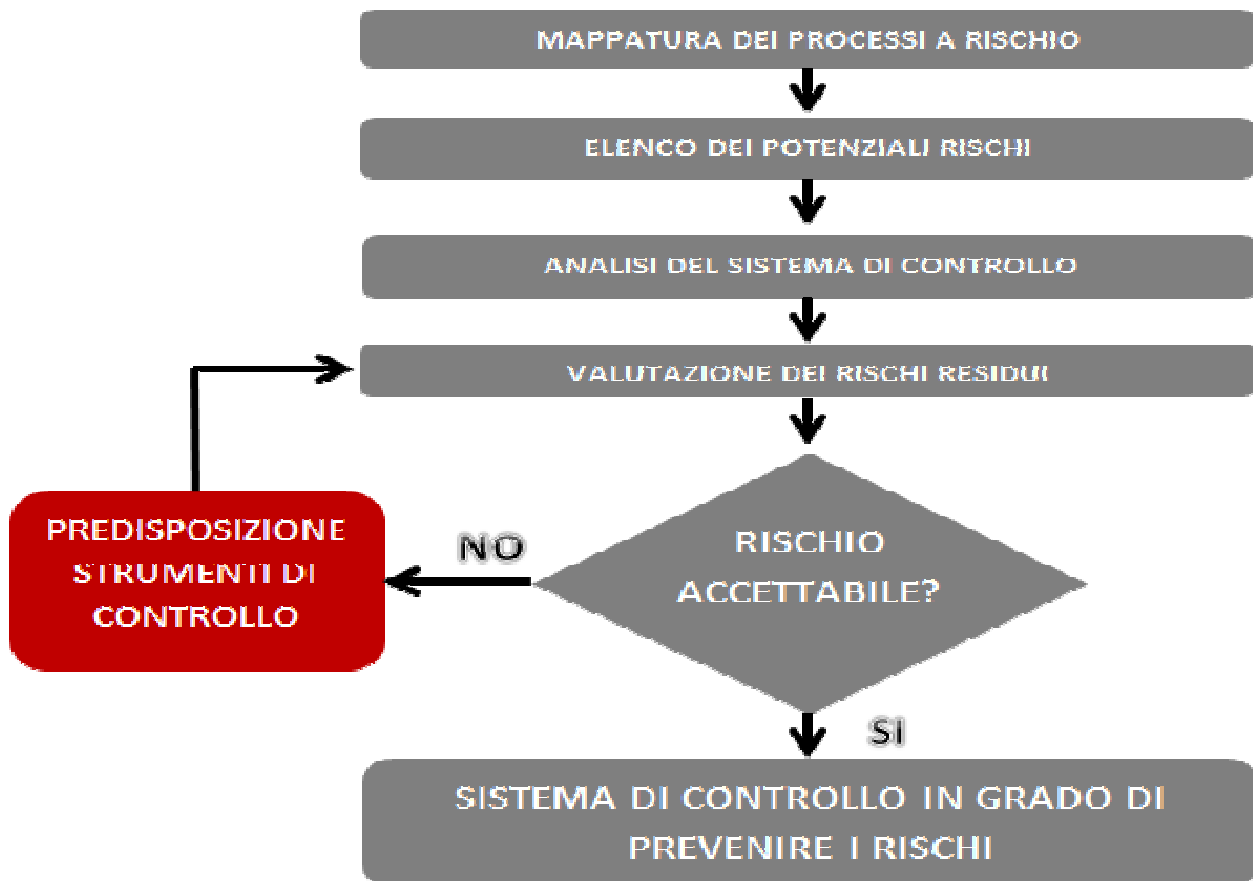 MAPPATURA DEI PROCESSI A RISCHIO
ELENCO DEI POTENZIALI RISCHI
ANALISI DEL SISTEMA DI CONTROLLO
VALUTAZIONE DEI RISCHI RESIDUI
RISCHIO
ACCETTABILE?
NO
PREDISPOSIZIONE
STRUMENTI DI
CONTROLLO
SI
SISTEMA DI CONTROLLO IN GRADO DI
PREVENIRE I RISCHI